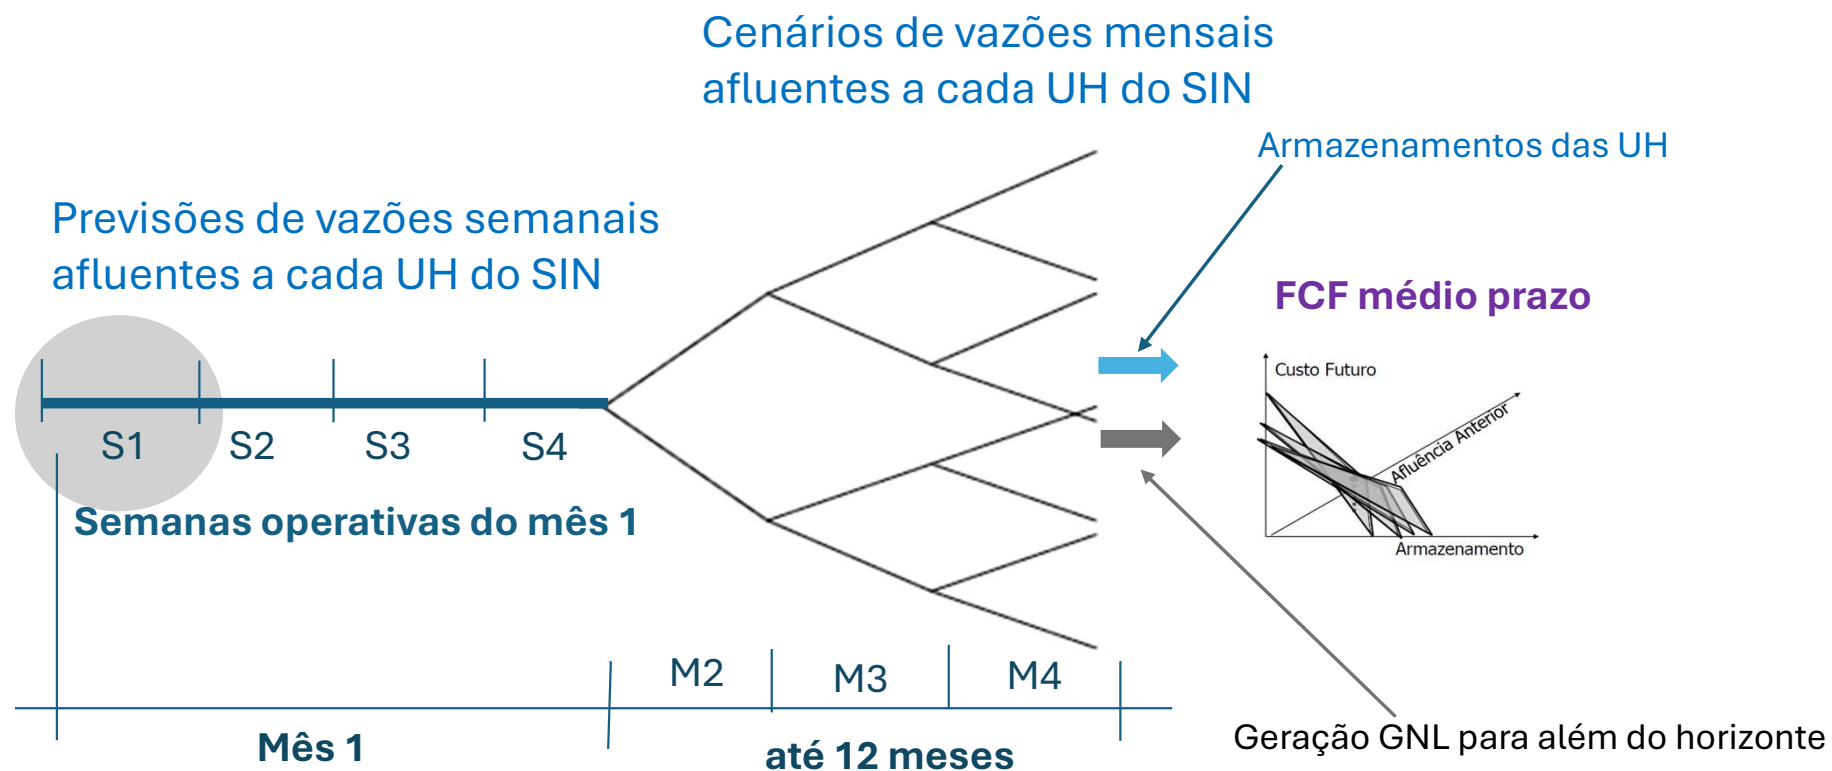 Cenários de vazões mensais
afluentes a cada UH do SIN
Armazenamentos das UH
Previsões de vazões semanais
afluentes a cada UH do SIN
FCF médio prazo
Custo Futuro
Afluência Anterior
Armazenamento
S1
S2
S3
S4
Semanas operativas do mês 1
M2
M3
M4
Mês 1
até 12 meses
Geração GNL para além do horizonte